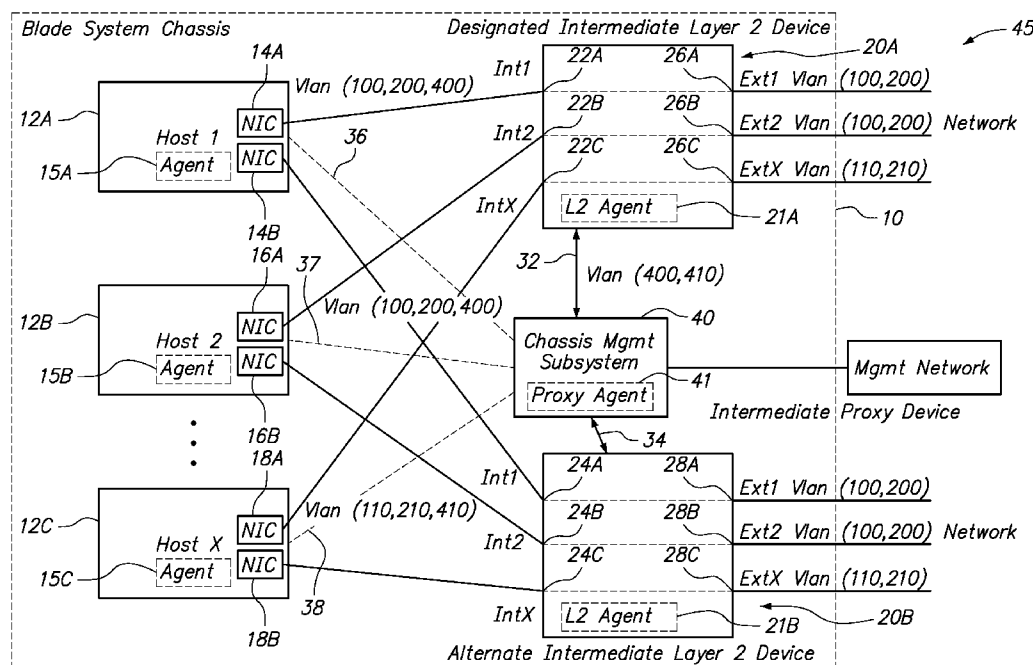 Blade System Chassis
Designated Intermediate Layer 2 Device
45
14A
20A
Vlan (100,200,400)
Int1
22A
26A
Ext1 Vlan (100,200)
12A
NIC
Host 1
36
Int2
22B
26B
Ext2 Vlan (100,200) Network
15A
Agent
NIC
22C
26C
ExtX Vlan (110,210)
IntX
L2 Agent
21A
10
14B
16A
32
37
Vlan (400,410)
Vlan (100,200,400)
12B
NIC
40
Host 2
Chassis Mgmt
Subsystem
15B
Agent
NIC
41
Mgmt Network
Proxy Agent
Intermediate Proxy Device
16B
34
18A
Int1
24A
28A
Ext1 Vlan (100,200)
Vlan (110,210,410)
12C
NIC
Int2
24B
28B
Ext2 Vlan (100,200) Network
Host X
24C
28C
ExtX Vlan (110,210)
15C
Agent
NIC
38
IntX
L2 Agent
21B
20B
18B
Alternate Intermediate Layer 2 Device